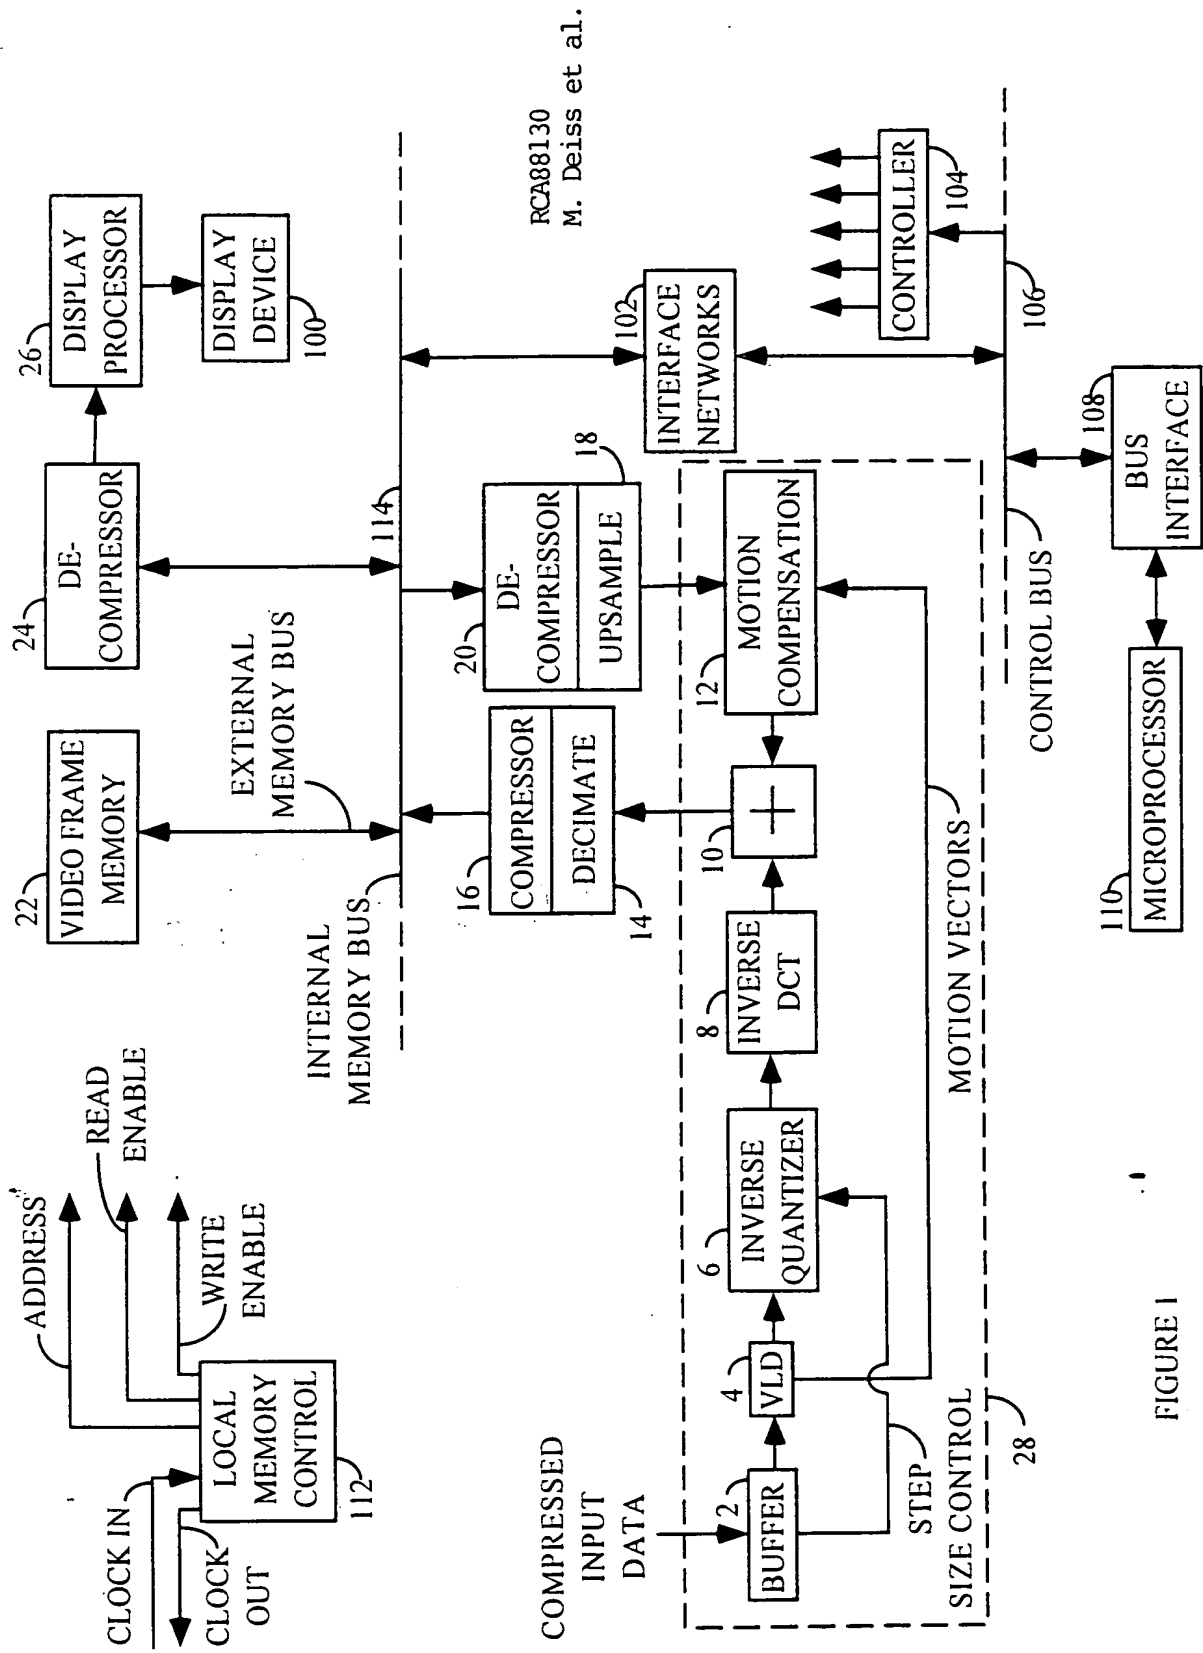 RCA88130
M. Deiss et al.
CLOCK IN
CLOCK
OUT
ADDRESS
READ
ENABLE
WRITE
ENABLE
LOCAL
MEMORY
CONTROL
112
22
VIDEO FRAME
MEMORY
24
DE-
COMPRESSOR
26
DISPLAY
PROCESSOR
DISPLAY
DEVICE
100
EXTERNAL
MEMORY BUS
INTERNAL
MEMORY BUS
114
16
COMPRESSOR
DECIMATE
14
20
DE-
COMPRESSOR
UPSAMPLE
18
102
INTERFACE
NETWORKS
COMPRESSED
INPUT
DATA
2
BUFFER
4
VLD
6
INVERSE
QUANTIZER
8
INVERSE
DCT
10
+
12
MOTION
COMPENSATION
CONTROLLER
104
STEP
SIZE CONTROL
MOTION VECTORS
28
106
CONTROL BUS
110
MICROPROCESSOR
108
BUS
INTERFACE
FIGURE 1